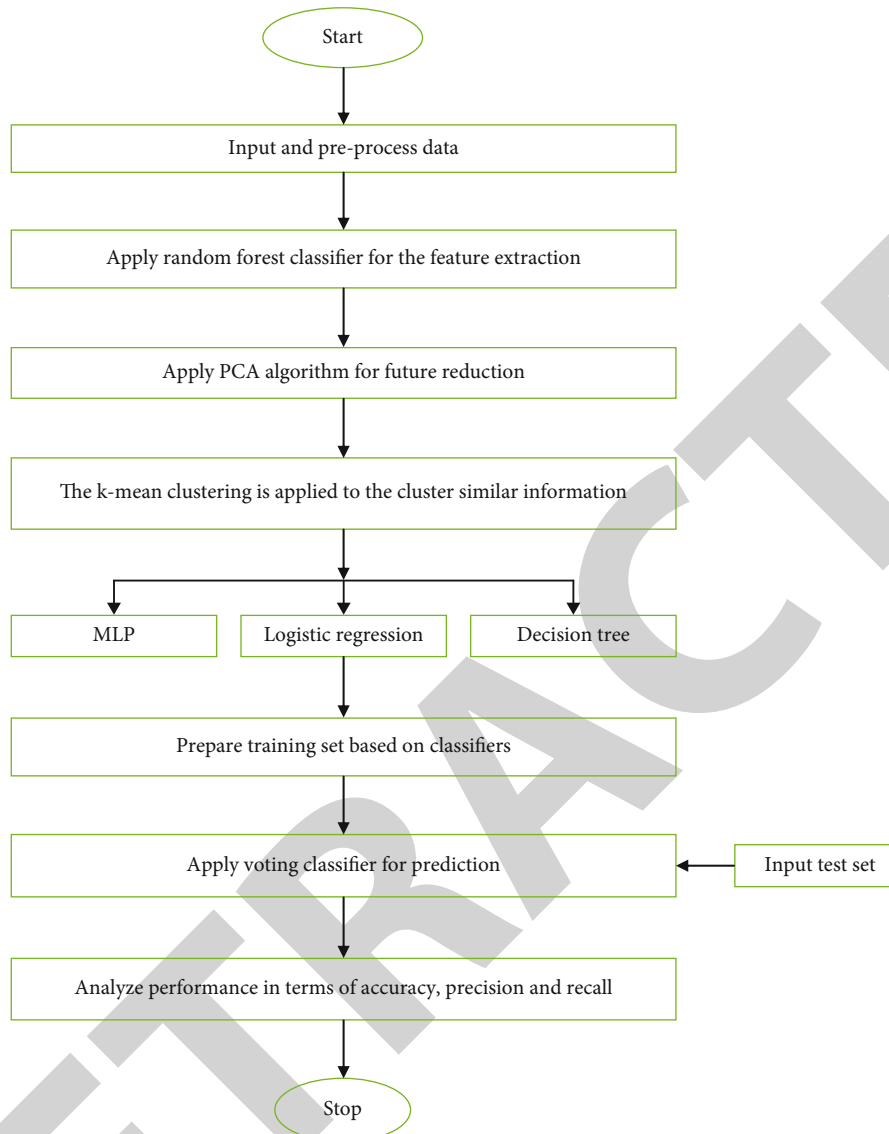 Start
Input and pre-process data
Apply random forest classifier for the feature extraction
Apply PCA algorithm for future reduction
The k-mean clustering is applied to the cluster similar information
MLP
Logistic regression
Decision tree
Prepare training set based on classifiers
Apply voting classifier for prediction
Input test set
Analyze performance in terms of accuracy, precision and recall
Stop
ETRACT